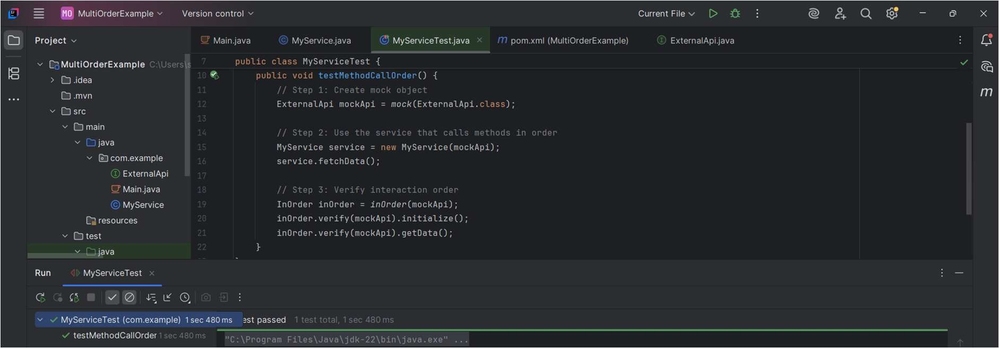 MO MultiOrderExample Version control Current File
Project Main.java MyService.java MyServiceTest.java pom.xml (MultiOrderExample) ExternalApi.java
MultiOrderExample C:\Users\s
.idea
.mvn
src
main
java
com.example
ExternalApi
Main.java
MyService
resources
test
java
7 public class MyServiceTest {
10 public void testMethodCallOrder() {
11 // Step 1: Create mock object
12 ExternalApi mockApi = mock(ExternalApi.class);
13
14 // Step 2: Use the service that calls methods in order
15 MyService service = new MyService(mockApi);
16 service.fetchData();
17
18 // Step 3: Verify interaction order
19 InOrder inOrder = inOrder(mockApi);
20 inOrder.verify(mockApi).initialize();
21 inOrder.verify(mockApi).getData();
22 }
Run MyServiceTest
MyServiceTest (com.example) 1 sec 480 ms est passed 1 test total, 1 sec 480 ms
testMethodCallOrder 1 sec 480 ms
"C:\Program Files\Java\jdk-22\bin\java.exe" ...